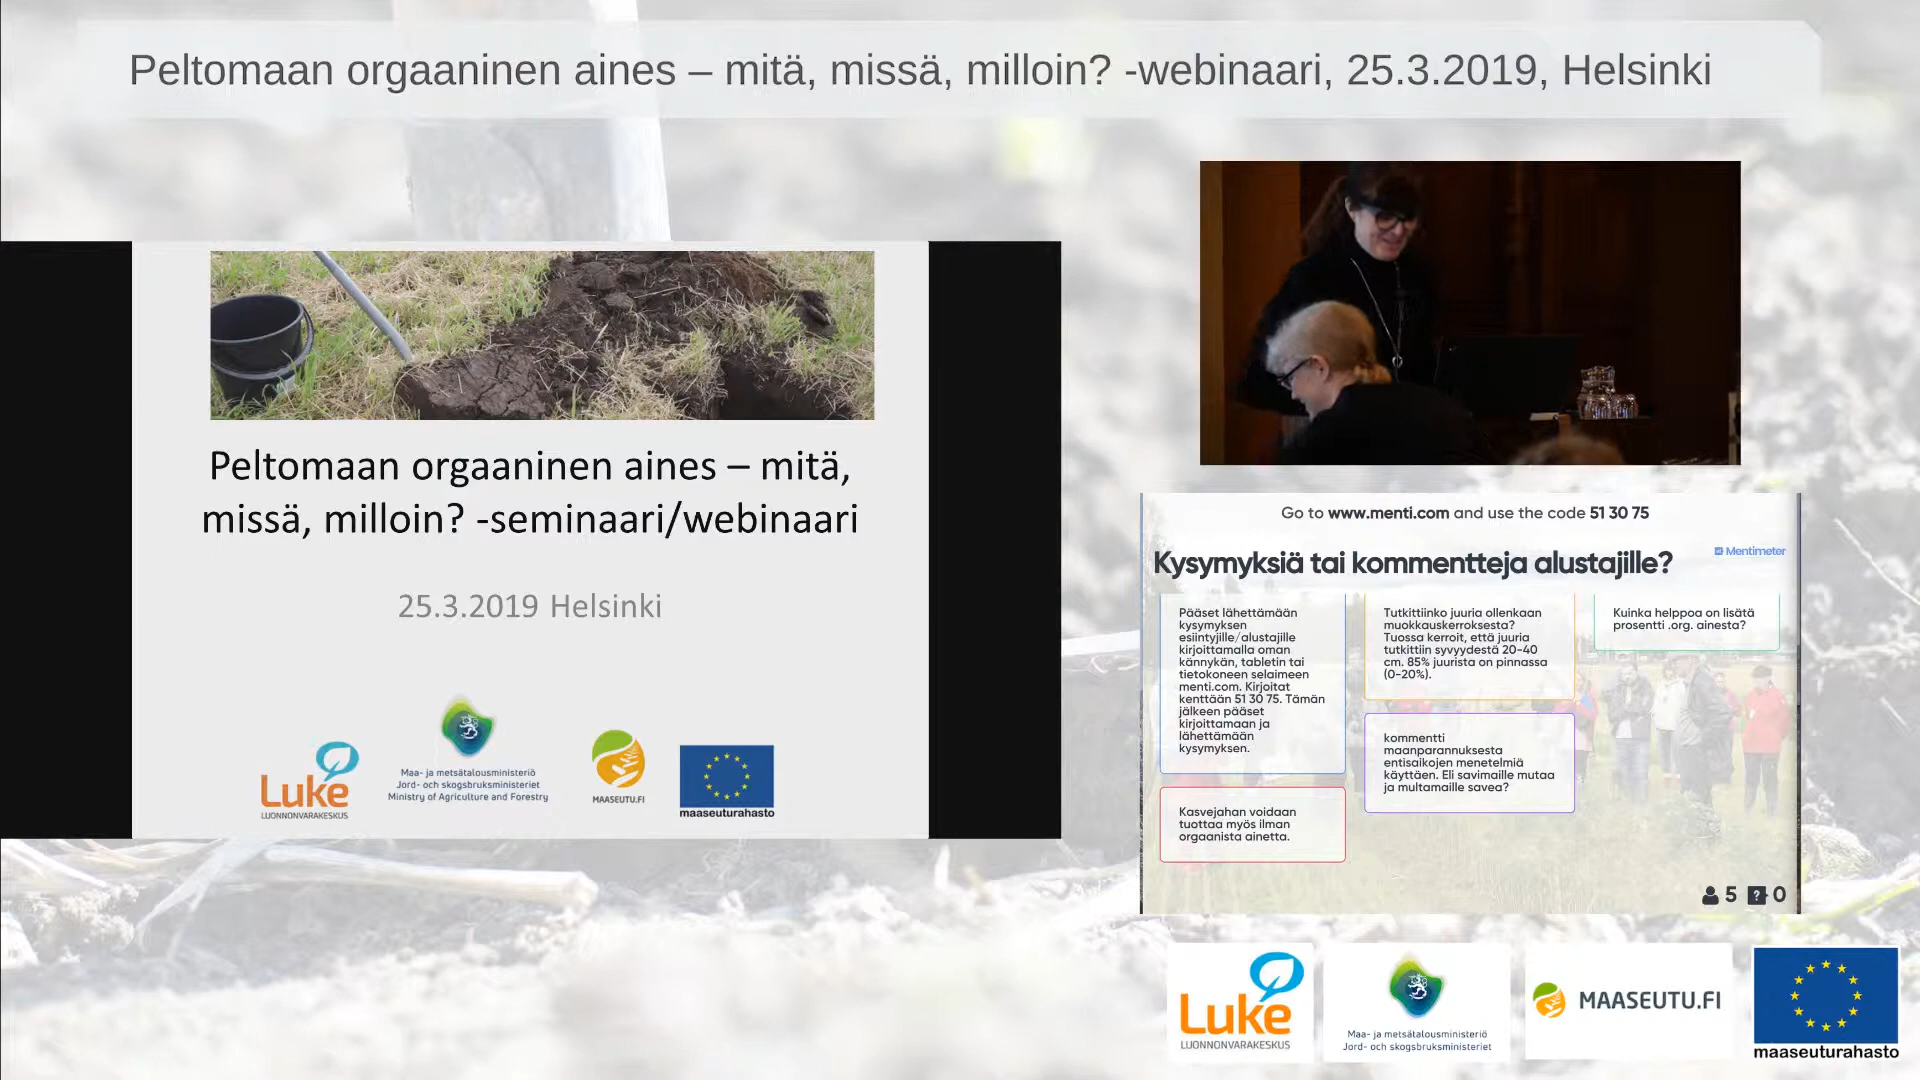 Peltomaan orgaaninen aines – mitä, missä, milloin? -webinaari, 25.3.2019, Helsinki
Peltomaan orgaaninen aines – mitä,
missä, milloin? -seminaari/webinaari
25.3.2019 Helsinki
Luke
LUONNONVARAKESKUS
Maa- ja metsätalousministeriö
Jord- och skogsbruksministeriet
Ministry of Agriculture and Forestry
MAASEUTU.FI
maaseuturahasto
Go to www.menti.com and use the code 51 30 75
Mentimeter
Kysymyksiä tai kommentteja alustajille?
Pääset lähettämään
kysymyksen
esiintyjille/alustajille
kirjoittamalla oman
kännykän, tabletin tai
tietokoneen selaimeen
menti.com. Kirjoitat
kenttään 51 30 75. Tämän
jälkeen pääset
kirjoittamaan ja
lähettämään
kysymyksen.
Kasvejahan voidaan
tuottaa myös ilman
orgaanista ainetta.
Tutkittiinko juuria ollenkaan
muokkauskerroksesta?
Tuossa kerroit, että juuria
tutkittiin syvyydestä 20-40
cm. 85% juurista on pinnassa
(0-20%).
kommentti
maanparannuksesta
entisaikojen menetelmiä
käyttäen. Eli savimaille mutaa
ja multamaille savea?
Kuinka helppoa on lisätä
prosentti .org. ainesta?
5 ? 0
Luke
LUONNONVARAKESKUS
Maa- ja metsätalousministeriö
Jord- och skogsbruksministeriet
MAASEUTU.FI
maaseuturahasto